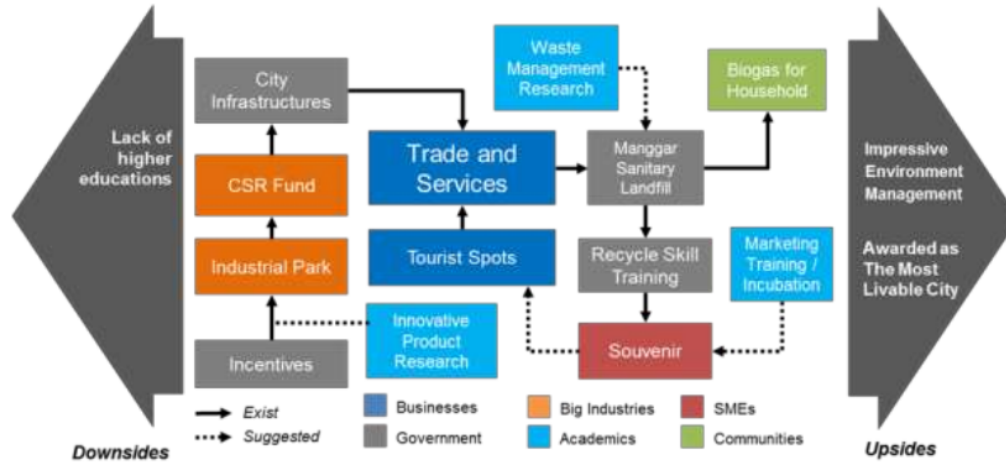 Lack of
higher
educations
City
Infrastructures
CSR Fund
Industrial Park
Incentives
Innovative
Product
Research
Trade and
Services
Tourist Spots
Waste
Management
Research
Manggar
Sanitary
Landfill
Recycle Skill
Training
Souvenir
Biogas for
Household
Marketing
Training /
Incubation
Impressive
Environment
Management
Awarded as
The Most
Livable City
Exist
Suggested
Businesses
Government
Big Industries
Academics
SMEs
Communities
Downsides
Upsides